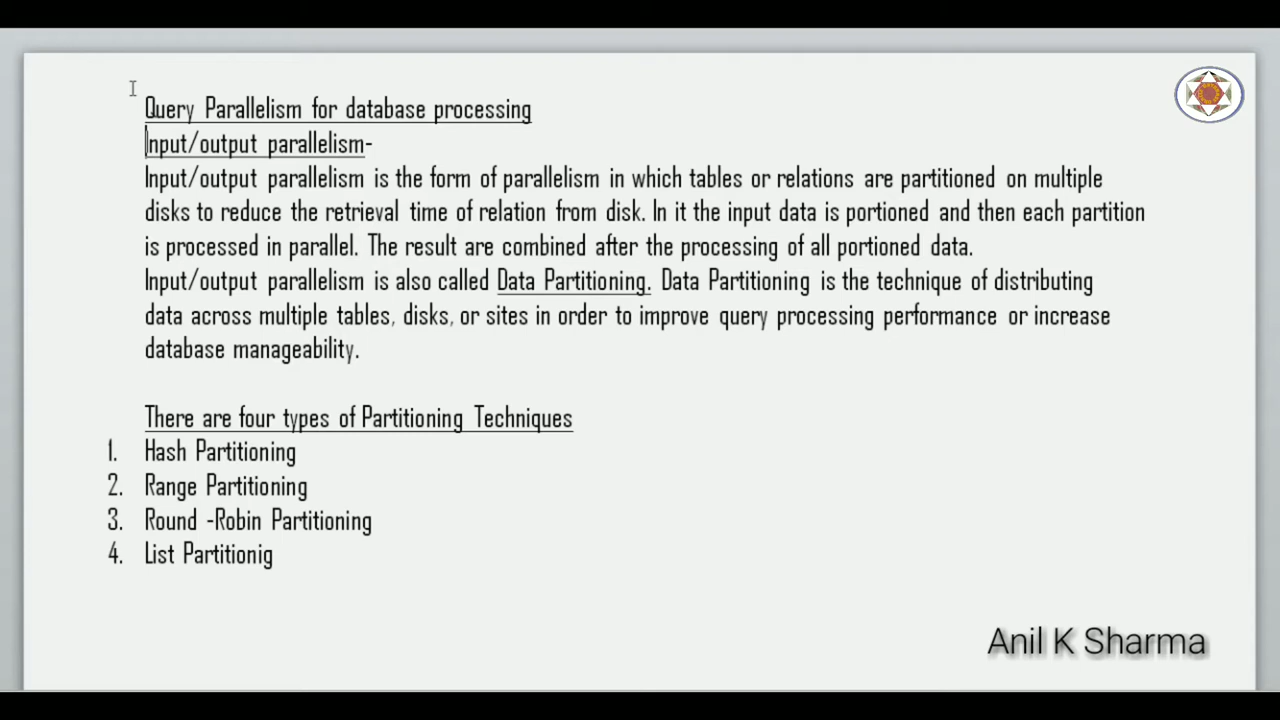 Query Parallelism for database processing
Input/output parallelism-
Input/output parallelism is the form of parallelism in which tables or relations are partitioned on multiple
disks to reduce the retrieval time of relation from disk. In it the input data is portioned and then each partition
is processed in parallel. The result are combined after the processing of all portioned data.
Input/output parallelism is also called Data Partitioning. Data Partitioning is the technique of distributing
data across multiple tables, disks, or sites in order to improve query processing performance or increase
database manageability.
There are four types of Partitioning Techniques
1. Hash Partitioning
2. Range Partitioning
3. Round -Robin Partitioning
4. List Partitionig
Anil K Sharma